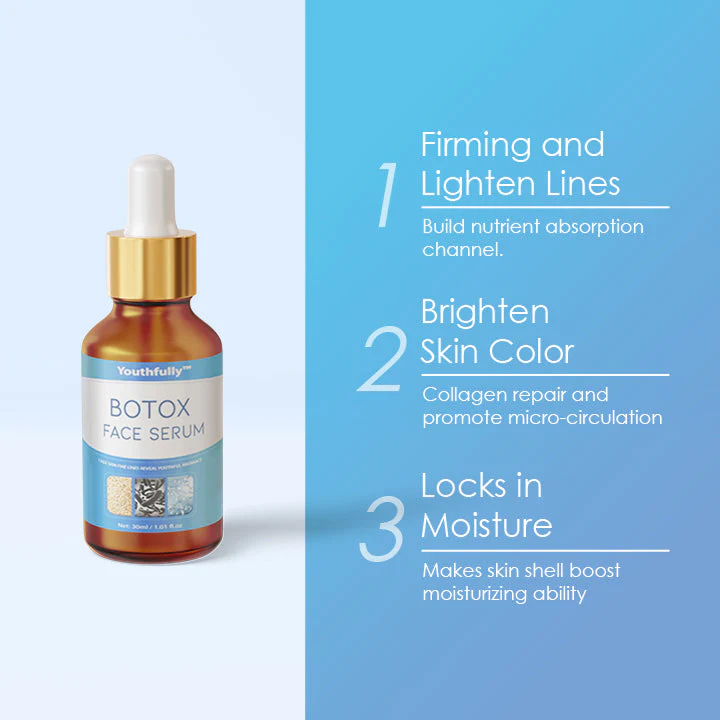 Youthfully™
BOTOX
FACE SERUM
Net: 30ml / 1.01 fl.oz
1
Firming and
Lighten Lines
Build nutrient absorption
channel.
2
Brighten
Skin Color
Collagen repair and
promote micro-circulation
3
Locks in
Moisture
Makes skin shell boost
moisturizing ability